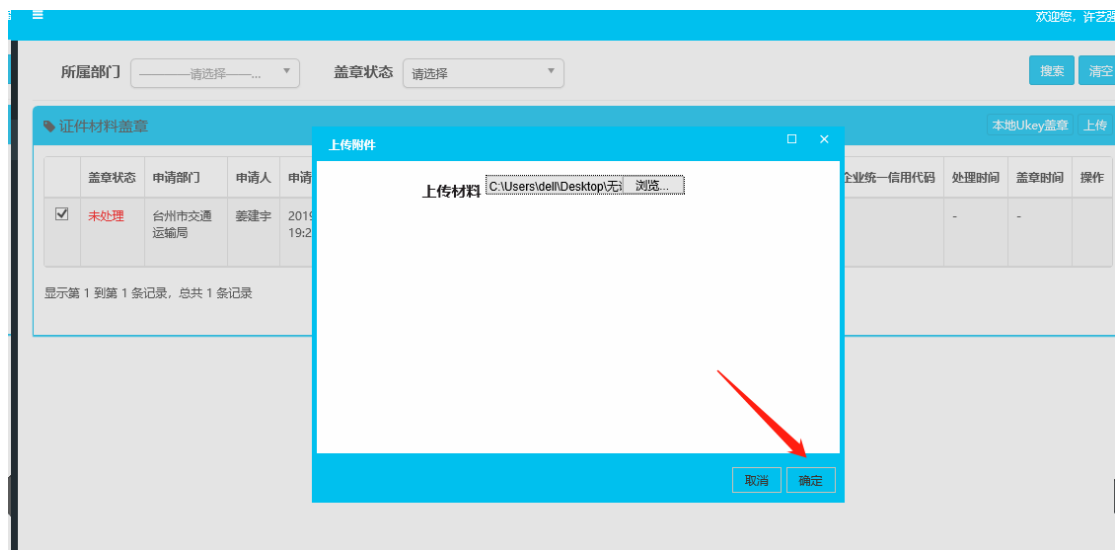 欢迎您, 许艺强
所属部门 ————请选择——... 盖章状态 请选择 搜索 清空
证件材料盖章 本地Ukey盖章 上传
上传附件
盖章状态 申请部门 申请人 申请 企业统一信用代码 处理时间 盖章时间 操作
上传材料 C:\Users\dell\Desktop\无 浏览...
未处理 台州市交通 姜建宇 2019 - -
运输局 19:2
显示第 1 到第 1 条记录, 总共 1 条记录
取消 确定